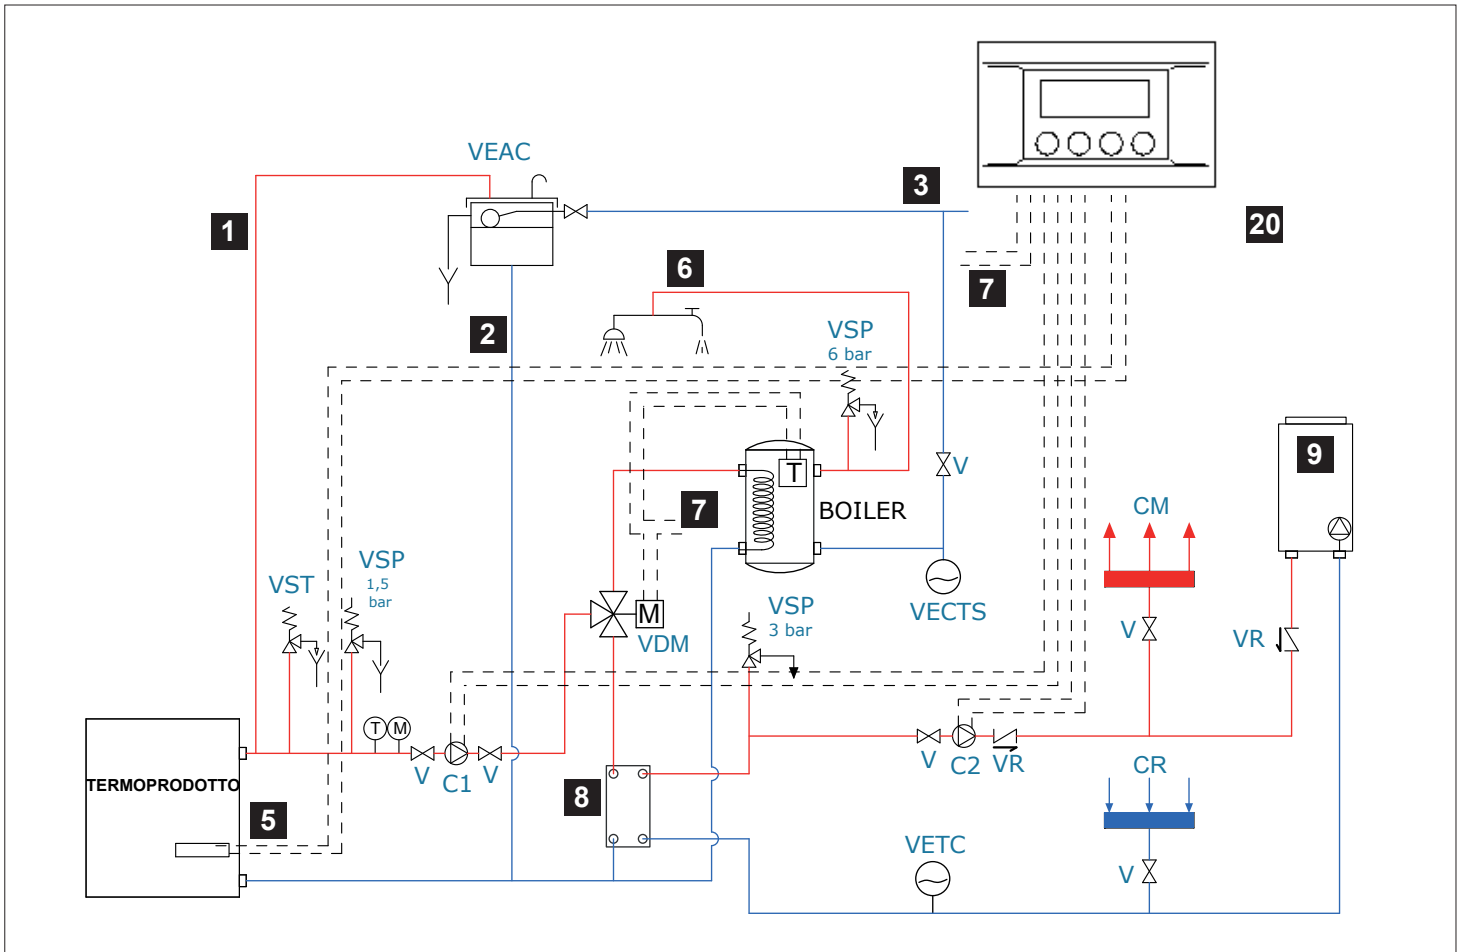 VEAC
3
1
20
6
7
2
VSP
6 bar
9
T
V
CM
7
BOILER
VSP
1,5
bar
VST
VECTS
VSP
3 bar
M
VDM
V
VR
T
M
V
C1
V
V
C2
VR
CR
TERMOPRODOTTO
8
5
VETC
V